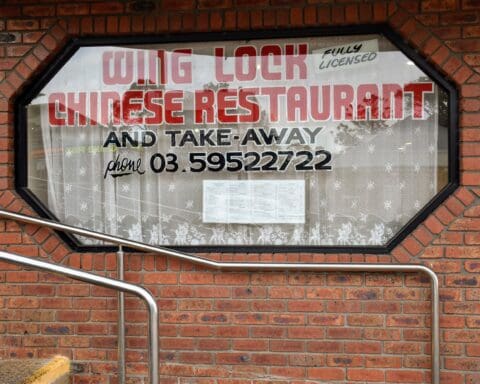 WING LOCK
FULLY
LICENSED
CHINESE RESTAURANT
AND TAKE-AWAY
phone 03.59522722